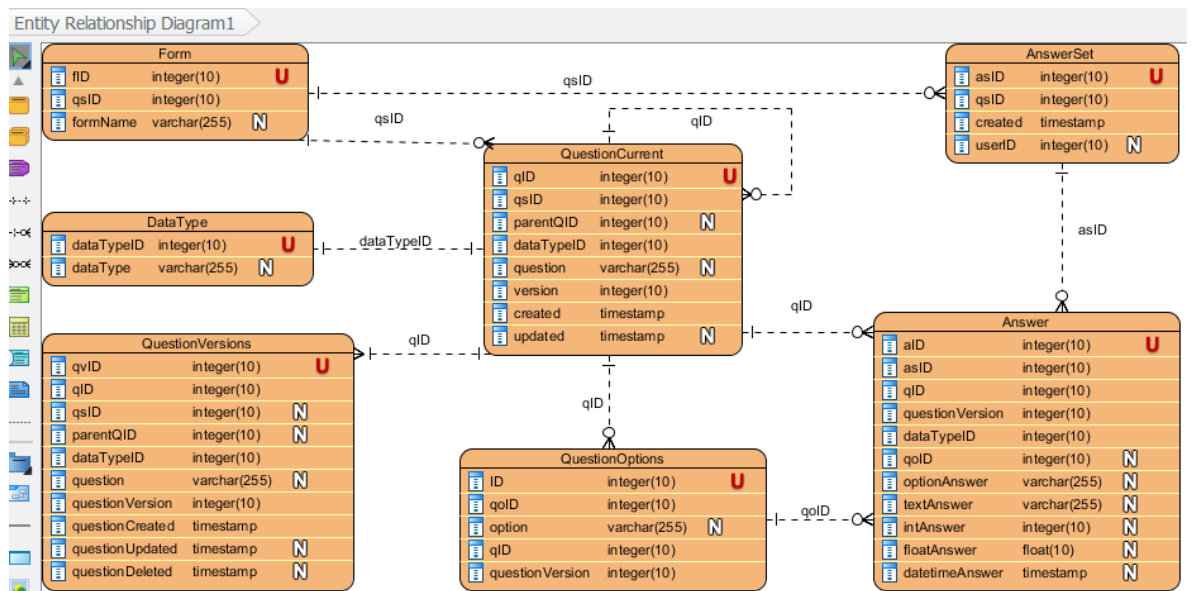 Entity Relationship Diagram1
Form
fID integer(10) U
qsID integer(10)
formName varchar(255) N
AnswerSet
asID integer(10) U
qsID integer(10)
created timestamp
userID integer(10) N
qsID
qsID
qID
QuestionCurrent
qID integer(10) U
qsID integer(10)
parentQID integer(10) N
dataTypeID integer(10)
question varchar(255) N
version integer(10)
created timestamp
updated timestamp N
DataType
dataTypeID integer(10) U
dataType varchar(255) N
dataTypeID
asID
qID
qID
qID
QuestionVersions
qvID integer(10) U
qID integer(10)
qsID integer(10) N
parentQID integer(10) N
dataTypeID integer(10)
question varchar(255) N
questionVersion integer(10)
questionCreated timestamp
questionUpdated timestamp N
questionDeleted timestamp N
QuestionOptions
ID integer(10) U
qoID integer(10)
option varchar(255) N
qID integer(10)
questionVersion integer(10)
qoID
Answer
aID integer(10) U
asID integer(10)
qID integer(10)
questionVersion integer(10)
dataTypeID integer(10)
qoID integer(10) N
optionAnswer varchar(255) N
textAnswer varchar(255) N
intAnswer integer(10) N
floatAnswer float(10) N
datetimeAnswer timestamp N